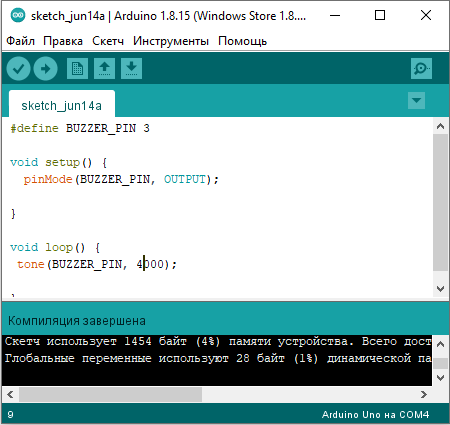 sketch_jun14a | Arduino 1.8.15 (Windows Store 1.8....
Файл Правка Скетч Инструменты Помощь
sketch_jun14a
#define BUZZER_PIN 3
void setup() {
pinMode(BUZZER_PIN, OUTPUT);
}
void loop() {
tone(BUZZER_PIN, 4000);
}
Компиляция завершена
Скетч использует 1454 байт (4%) памяти устройства. Всего дост
Глобальные переменные используют 28 байт (1%) динамической па
9 Arduino Uno на COM4